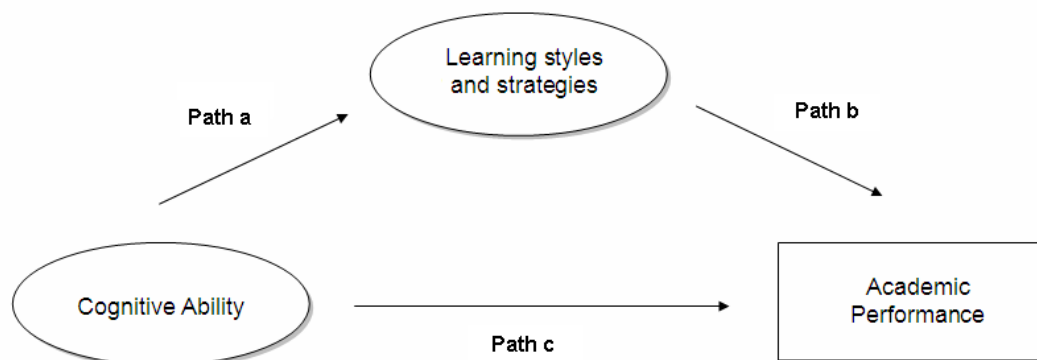 Learning styles
and strategies
Path a
Path b
Cognitive Ability
Academic
Performance
Path c